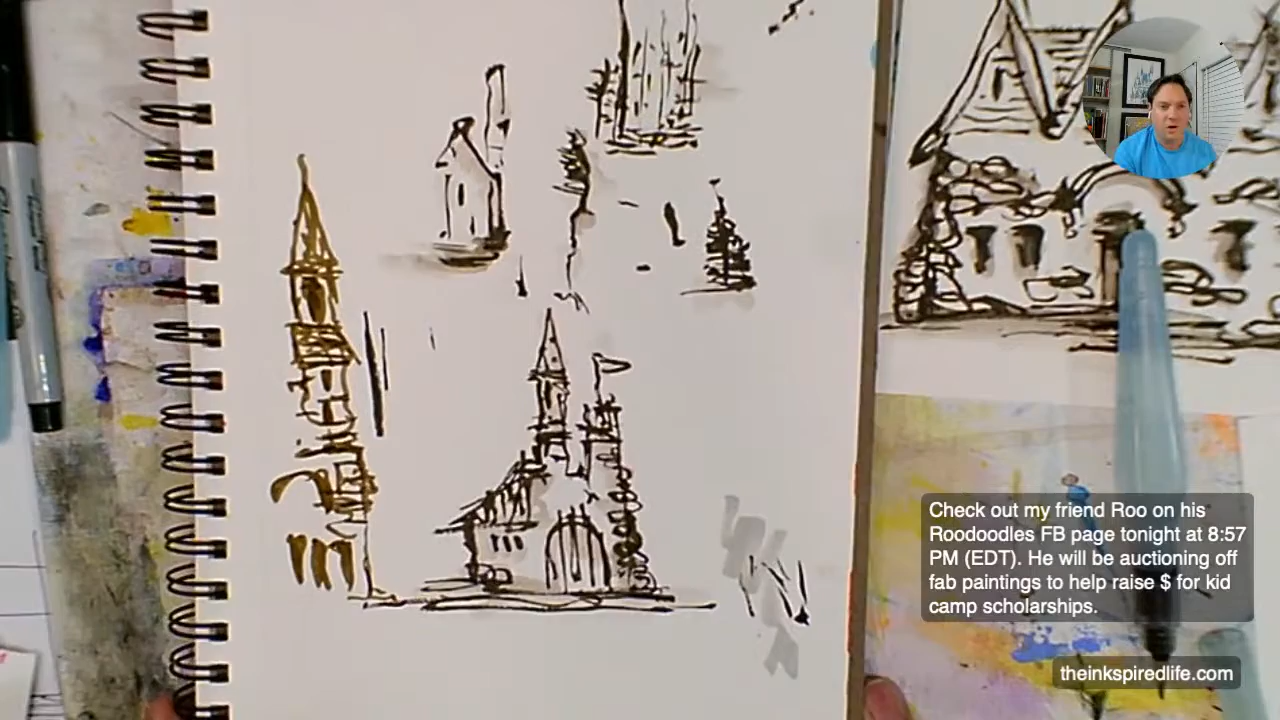 Check out my friend Roo on his
Roodoodles FB page tonight at 8:57
PM (EDT). He will be auctioning off
fab paintings to help raise $ for kid
camp scholarships.
theinkspiredlife.com